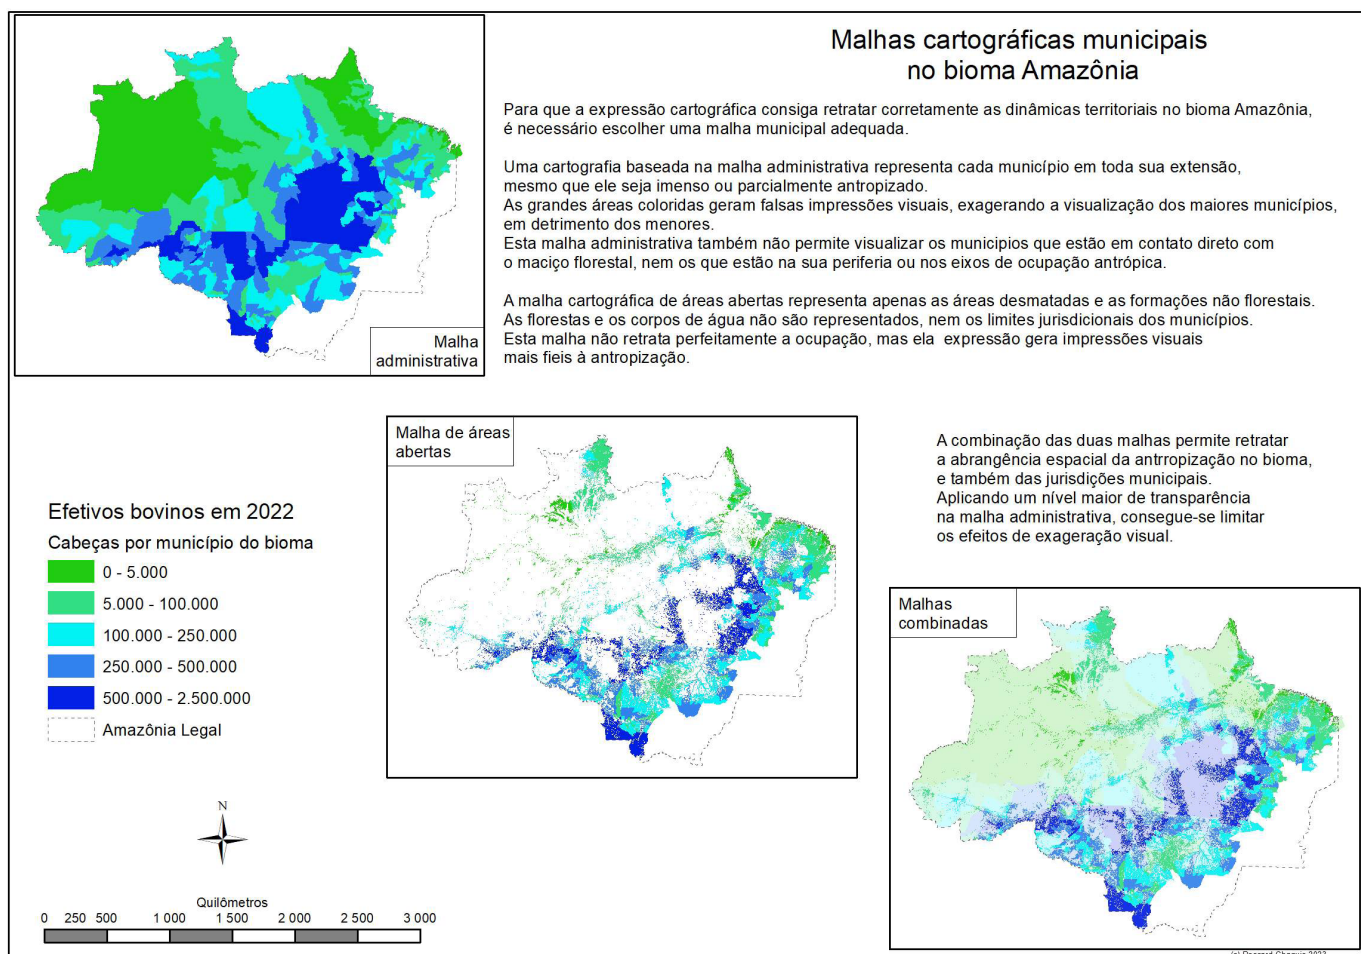 Malhas cartográficas municipais
no bioma Amazônia
Para que a expressão cartográfica consiga retratar corretamente as dinâmicas territoriais no bioma Amazônia,
é necessário escolher uma malha municipal adequada.
Uma cartografia baseada na malha administrativa representa cada município em toda sua extensão,
mesmo que ele seja imenso ou parcialmente antropizado.
As grandes áreas coloridas geram falsas impressões visuais, exagerando a visualização dos maiores municípios,
em detrimento dos menores.
Esta malha administrativa também não permite visualizar os municipios que estão em contato direto com
o maciço florestal, nem os que estão na sua periferia ou nos eixos de ocupação antrópica.
A malha cartográfica de áreas abertas representa apenas as áreas desmatadas e as formações não florestais.
As florestas e os corpos de água não são representados, nem os limites jurisdicionais dos municípios.
Esta malha não retrata perfeitamente a ocupação, mas ela expressão gera impressões visuais
mais fieis à antropização.
Malha
administrativa
Malha de áreas
abertas
A combinação das duas malhas permite retratar
a abrangência espacial da antrropização no bioma,
e também das jurisdições municipais.
Aplicando um nível maior de transparência
na malha administrativa, consegue-se limitar
os efeitos de exageração visual.
Efetivos bovinos em 2022
Cabeças por município do bioma
0 - 5.000
5.000 - 100.000
100.000 - 250.000
250.000 - 500.000
500.000 - 2.500.000
Amazônia Legal
Malhas
combinadas
N
Quilômetros
0 250 500 1 000 1 500 2 000 2 500 3 000